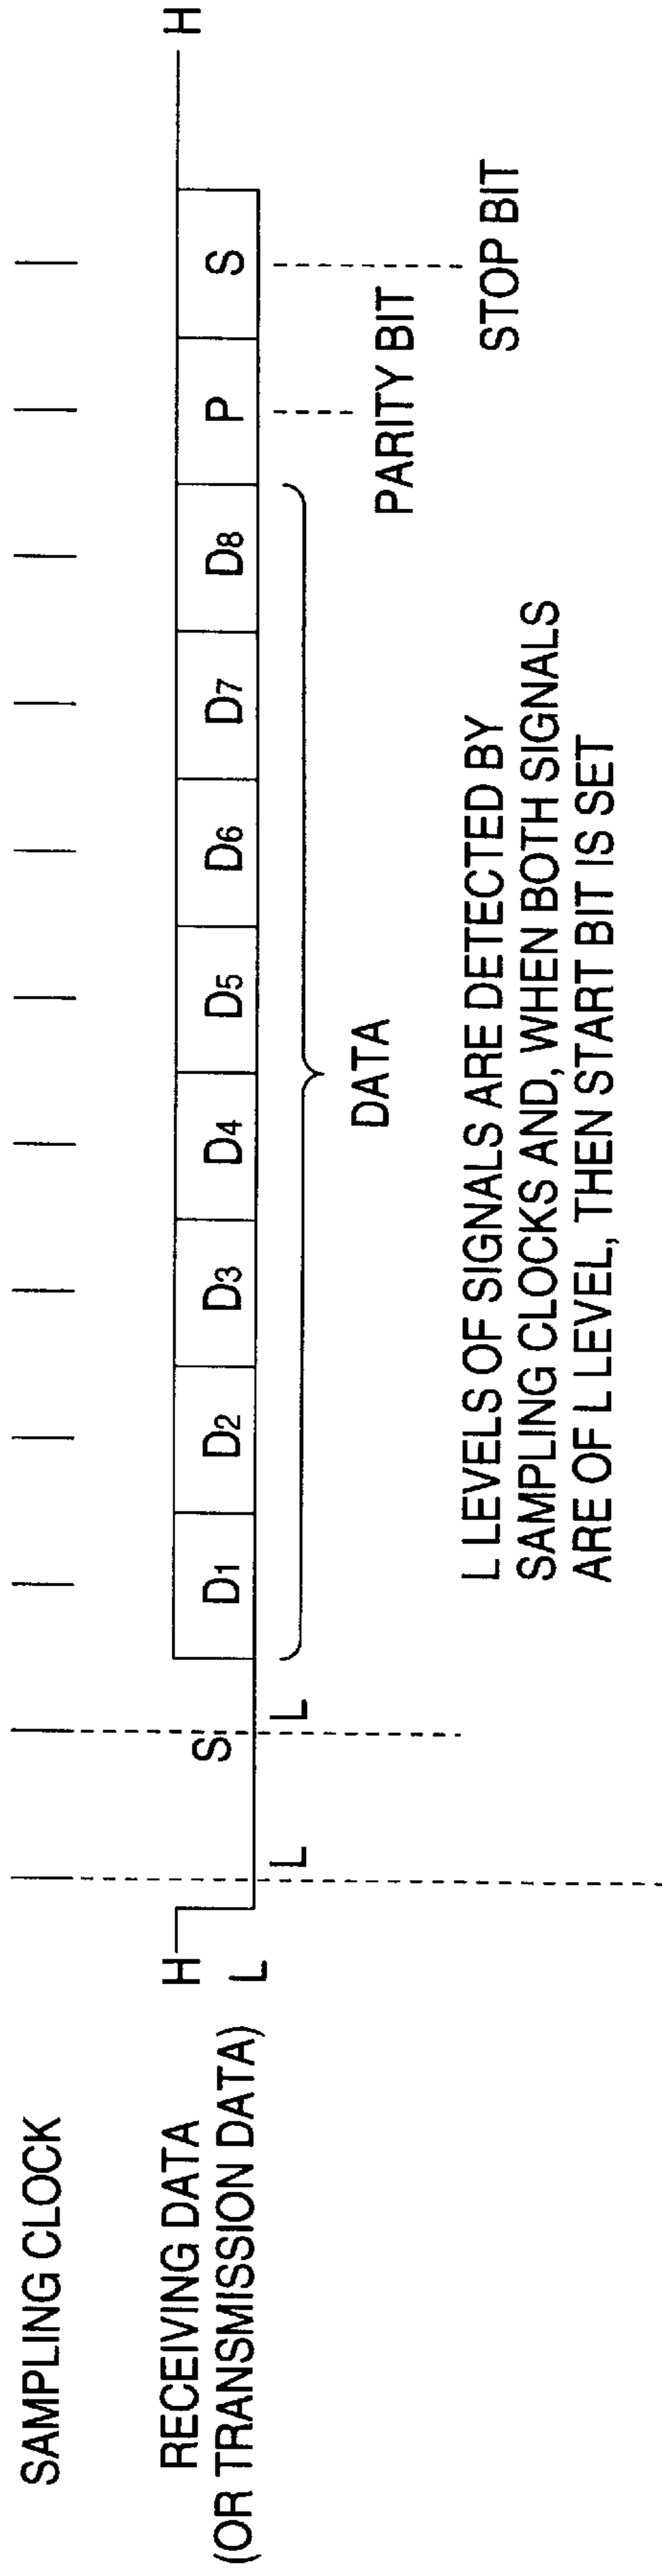 SAMPLING CLOCK
RECEIVING DATA
(OR TRANSMISSION DATA)
H
L
L
S
L
D1
D2
D3
D4
D5
D6
D7
D8
P
S
H
DATA
PARITY BIT
STOP BIT
L LEVELS OF SIGNALS ARE DETECTED BY
SAMPLING CLOCKS AND, WHEN BOTH SIGNALS
ARE OF L LEVEL, THEN START BIT IS SET